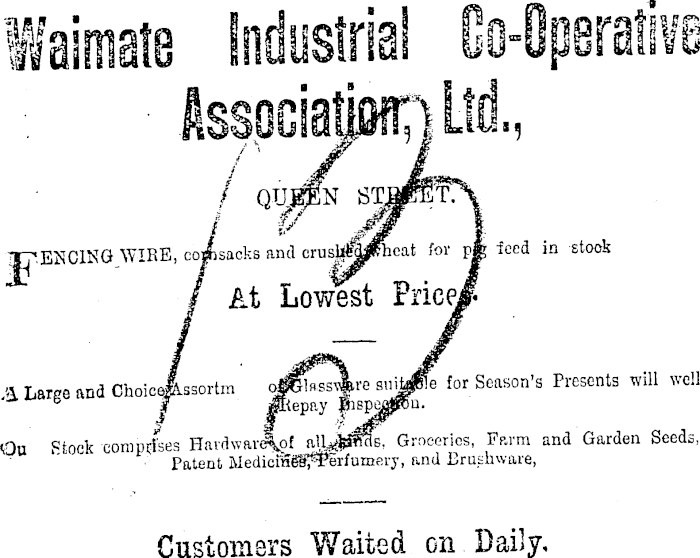 Waimate Industrial Co-Operative
Association, Ltd.,
QUEEN STREET.
FENCING WIRE, cornsacks and crushed wheat for pig feed in stock
At Lowest Prices.
A Large and Choice Assortm of Glassware suitable for Season's Presents will well
Repay Inspection.
Ou Stock comprises Hardware of all kinds, Groceries, Farm and Garden Seeds,
Patent Medicines, Perfumery, and Brushware,
Customers Waited on Daily.
13